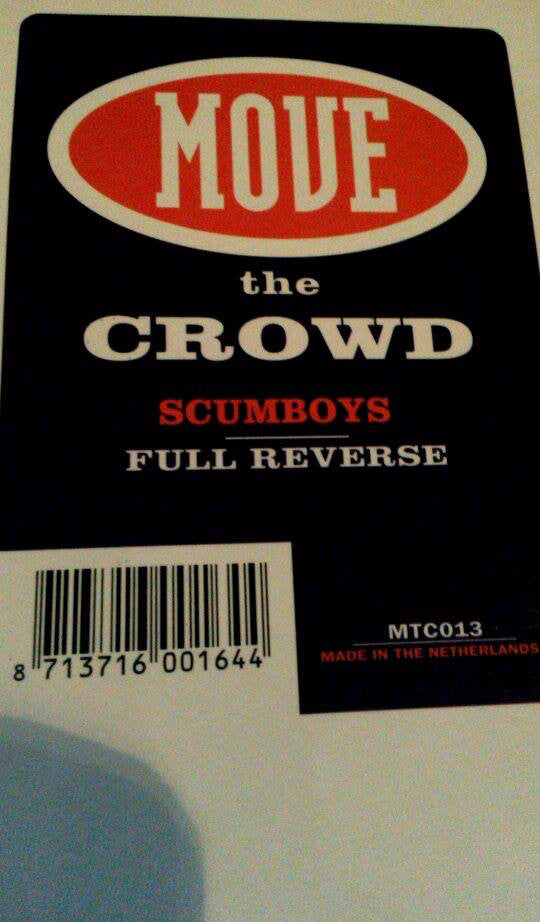 MOVE
the
CROWD
SCUMBOYS
FULL REVERSE
8 713716 001644
MTC013
MADE IN THE NETHERLANDS